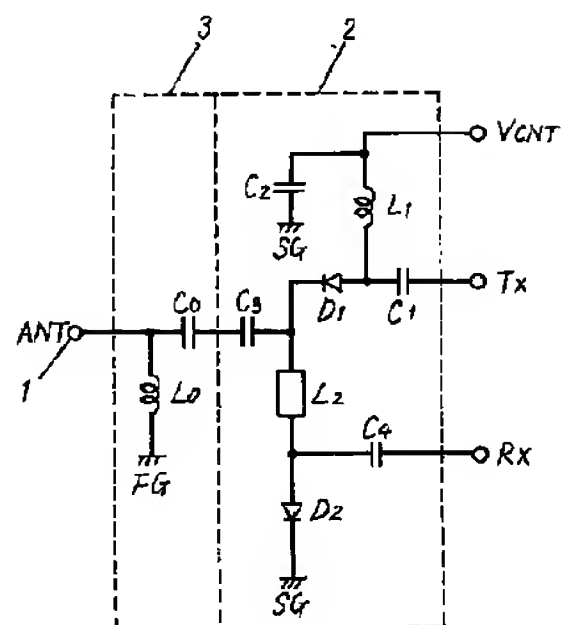 3 2
VCNT
C2 L1
SG
D1 C1 Tx
ANT C0 C3
1 L0 L2
FG C4 Rx
D2
SG